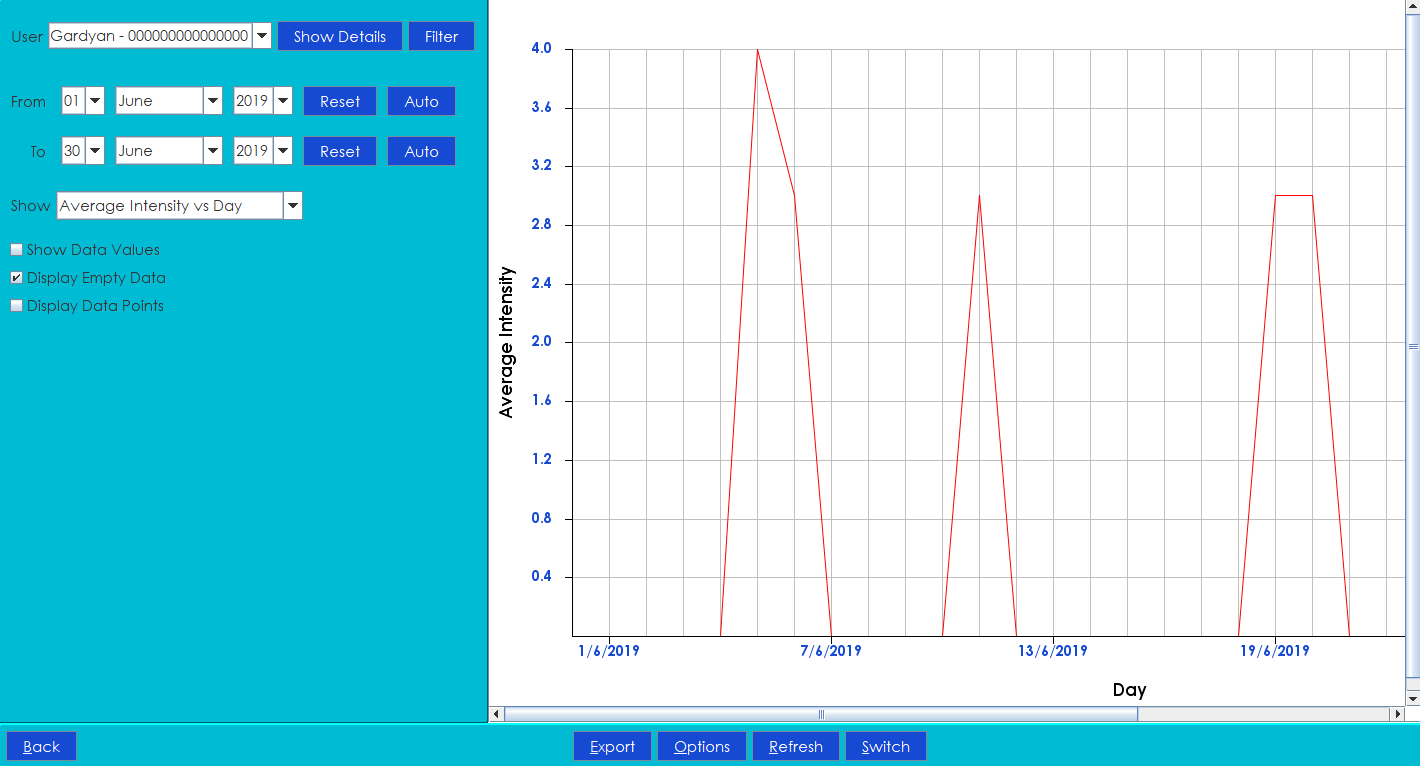 User Gardyan - 000000000000000 Show Details Filter
From 01 June 2019 Reset Auto
To 30 June 2019 Reset Auto
Show Average Intensity vs Day
Show Data Values
Display Empty Data
Display Data Points
4.0
3.6
3.2
2.8
2.4
2.0
1.6
1.2
0.8
0.4
Average Intensity
1/6/2019 7/6/2019 13/6/2019 19/6/2019
Day
Back Export Options Refresh Switch